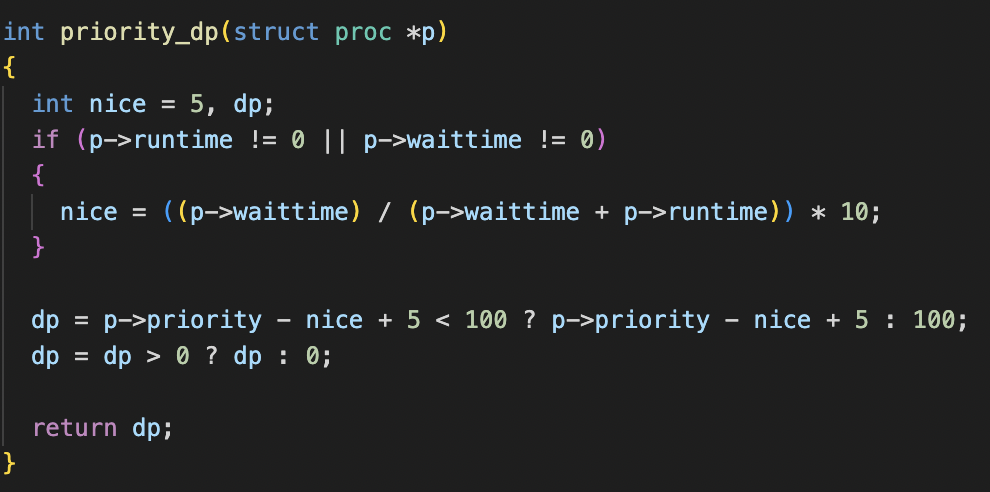 int priority_dp(struct proc *p)
{
  int nice = 5, dp;
  if (p->runtime != 0 || p->waittime != 0)
  {
    nice = ((p->waittime) / (p->waittime + p->runtime)) * 10;
  }

  dp = p->priority - nice + 5 < 100 ? p->priority - nice + 5 : 100;
  dp = dp > 0 ? dp : 0;

  return dp;
}